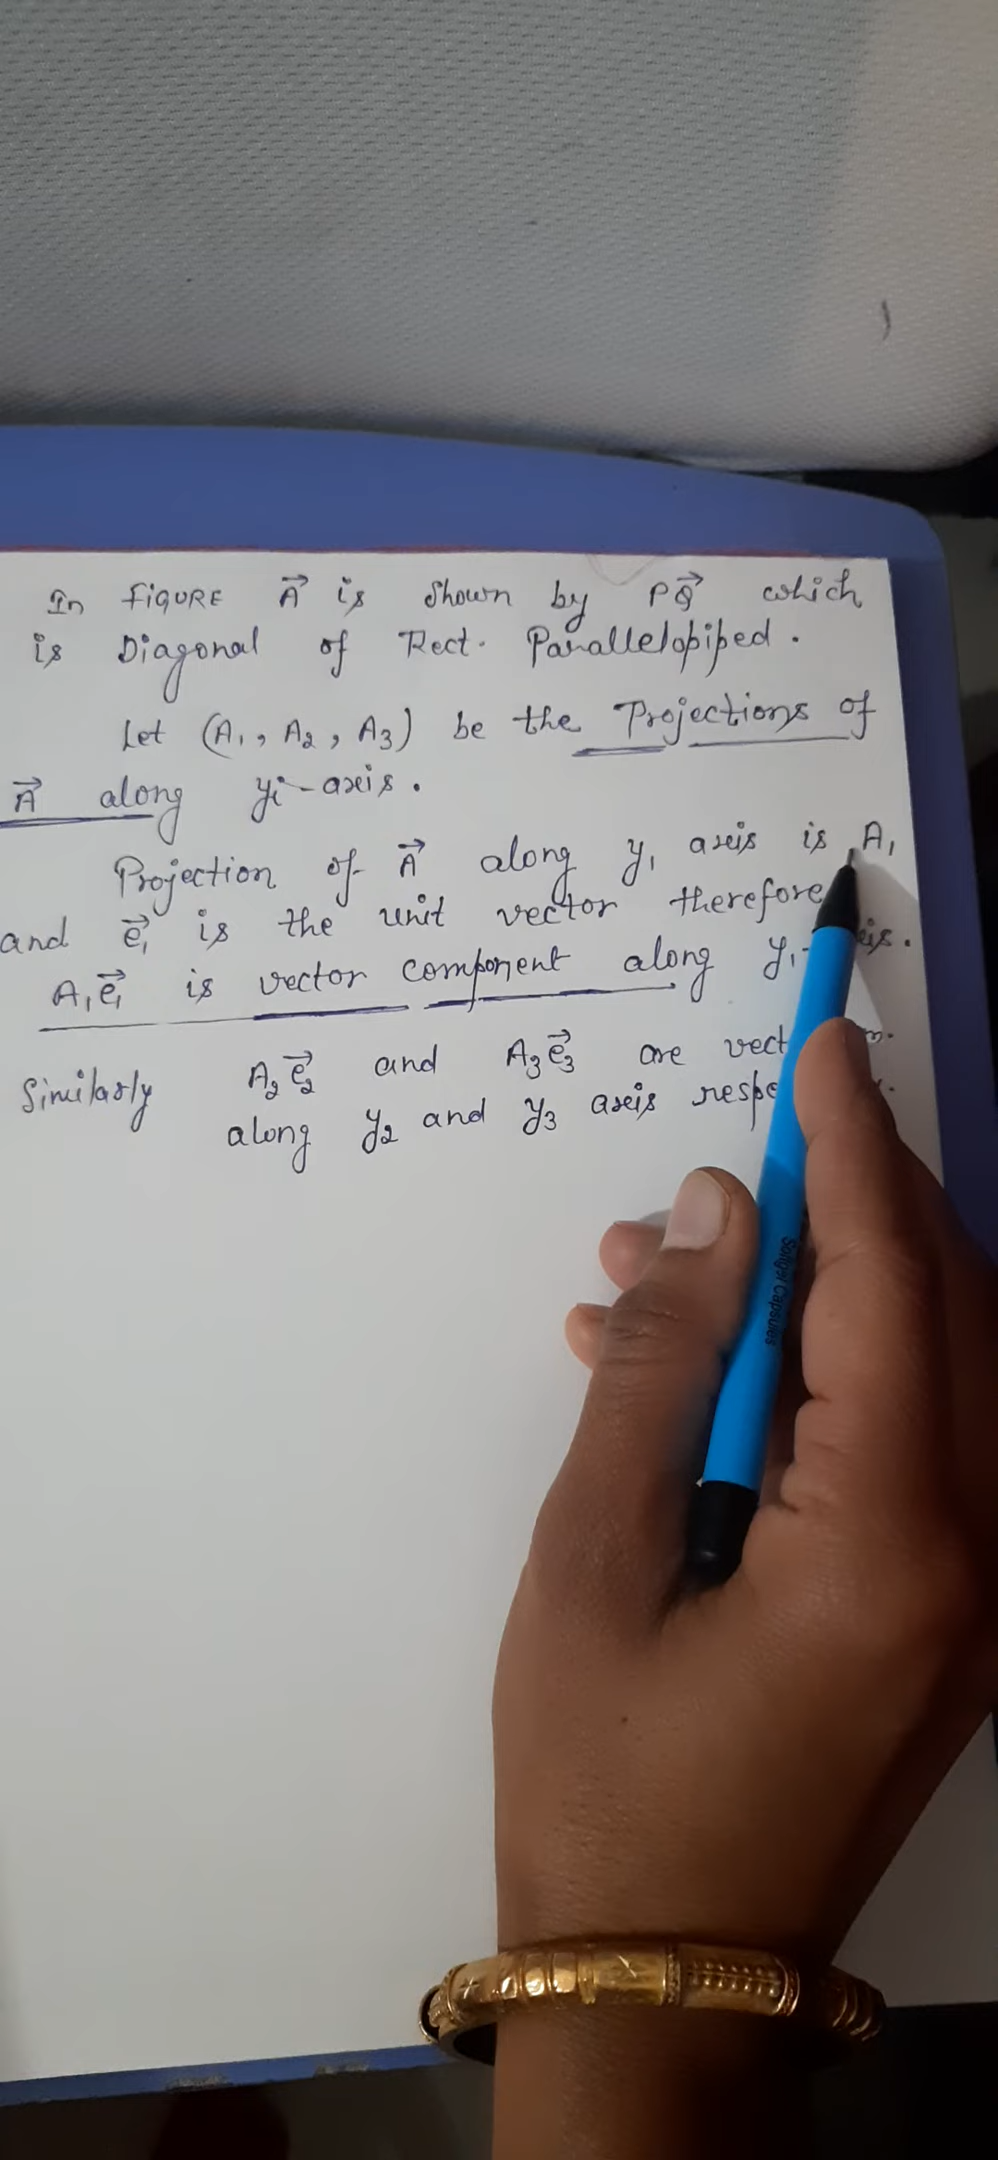 In FIGURE A⃗ is shown by PQ⃗ which
is Diagonal of Rect. Parallelopiped.
Let (A₁, A₂, A₃) be the Projections of
A⃗ along yᵢ-axis.
Projection of A⃗ along y₁ axis is A₁
and e⃗₁ is the unit vector therefore
A₁e⃗₁ is vector component along y₁-
Similarly A₂e⃗₂ and A₃e⃗₃ are
along y₂ and y₃ axis
Softgel Capsules